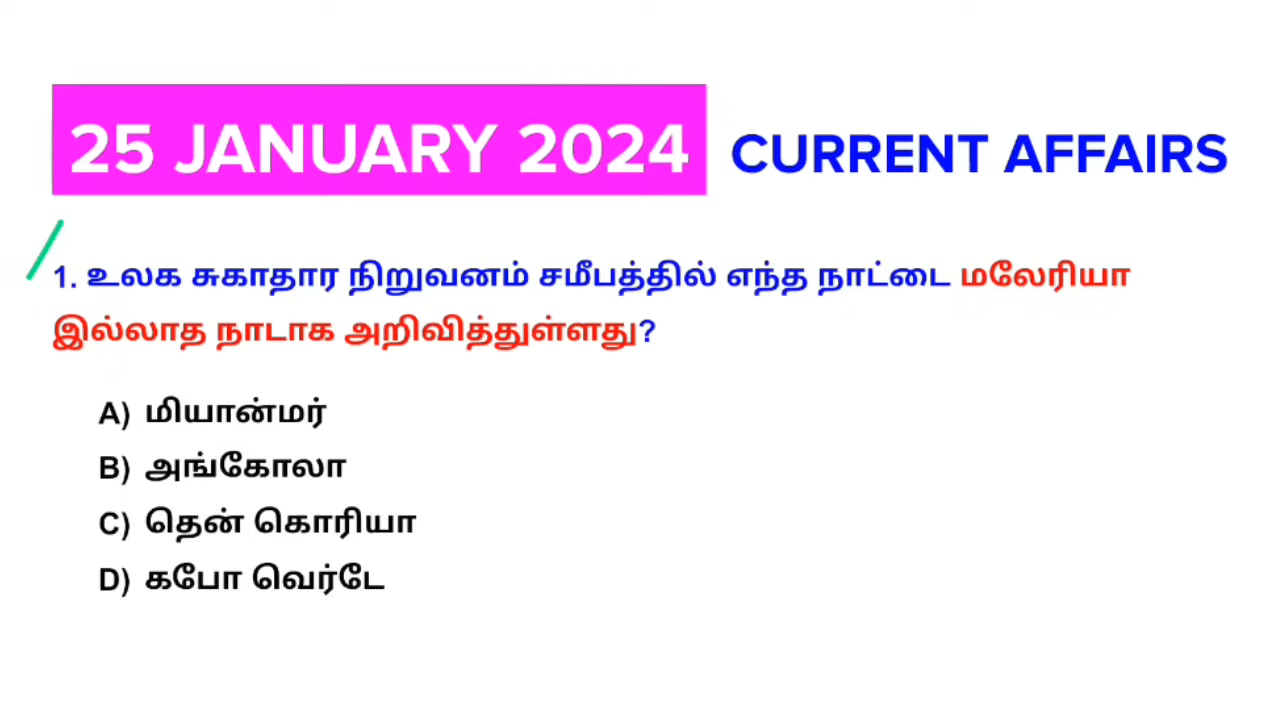 25 JANUARY 2024 CURRENT AFFAIRS
1. உலக சுகாதார நிறுவனம் சமீபத்தில் எந்த நாட்டை மலேரியா
இல்லாத நாடாக அறிவித்துள்ளது?
A) மியான்மர்
B) அங்கோலா
C) தென் கொரியா
D) கபோ வெர்டே